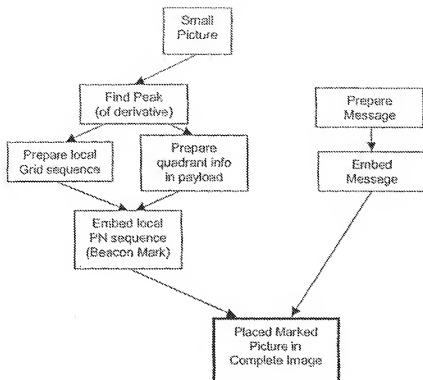 Small
Picture
Find Peak
(of derivative)
Prepare
Message
Prepare local
Grid sequence
Prepare
quadrant info
in payload
Embed
Message
Embed local
PN sequence
(Beacon Mark)
Placed Marked
Picture in
Complete Image